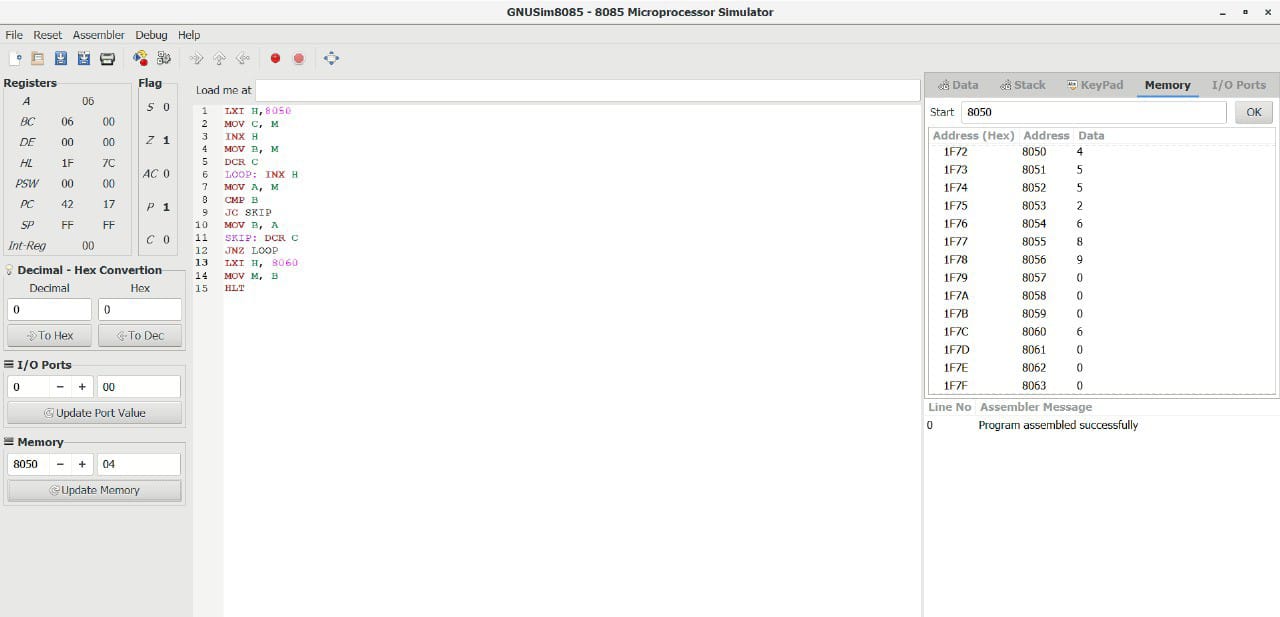 GNUSim8085 - 8085 Microprocessor Simulator
File Reset Assembler Debug Help
Registers
A 06
BC 06 00
DE 00 00
HL 1F 7C
PSW 00 00
PC 42 17
SP FF FF
Int-Reg 00
Flag
S 0
Z 1
AC 0
P 1
C 0
Decimal - Hex Convertion
Decimal Hex
0 0
To Hex To Dec
I/O Ports
0 − + 00
Update Port Value
Memory
8050 − + 04
Update Memory
Load me at
1 LXI H,8050
2 MOV C, M
3 INX H
4 MOV B, M
5 DCR C
6 LOOP: INX H
7 MOV A, M
8 CMP B
9 JC SKIP
10 MOV B, A
11 SKIP: DCR C
12 JNZ LOOP
13 LXI H, 8060
14 MOV M, B
15 HLT
Data Stack KeyPad Memory I/O Ports
Start 8050 OK
Address (Hex) Address Data
1F72 8050 4
1F73 8051 5
1F74 8052 5
1F75 8053 2
1F76 8054 6
1F77 8055 8
1F78 8056 9
1F79 8057 0
1F7A 8058 0
1F7B 8059 0
1F7C 8060 6
1F7D 8061 0
1F7E 8062 0
1F7F 8063 0
Line No Assembler Message
0 Program assembled successfully